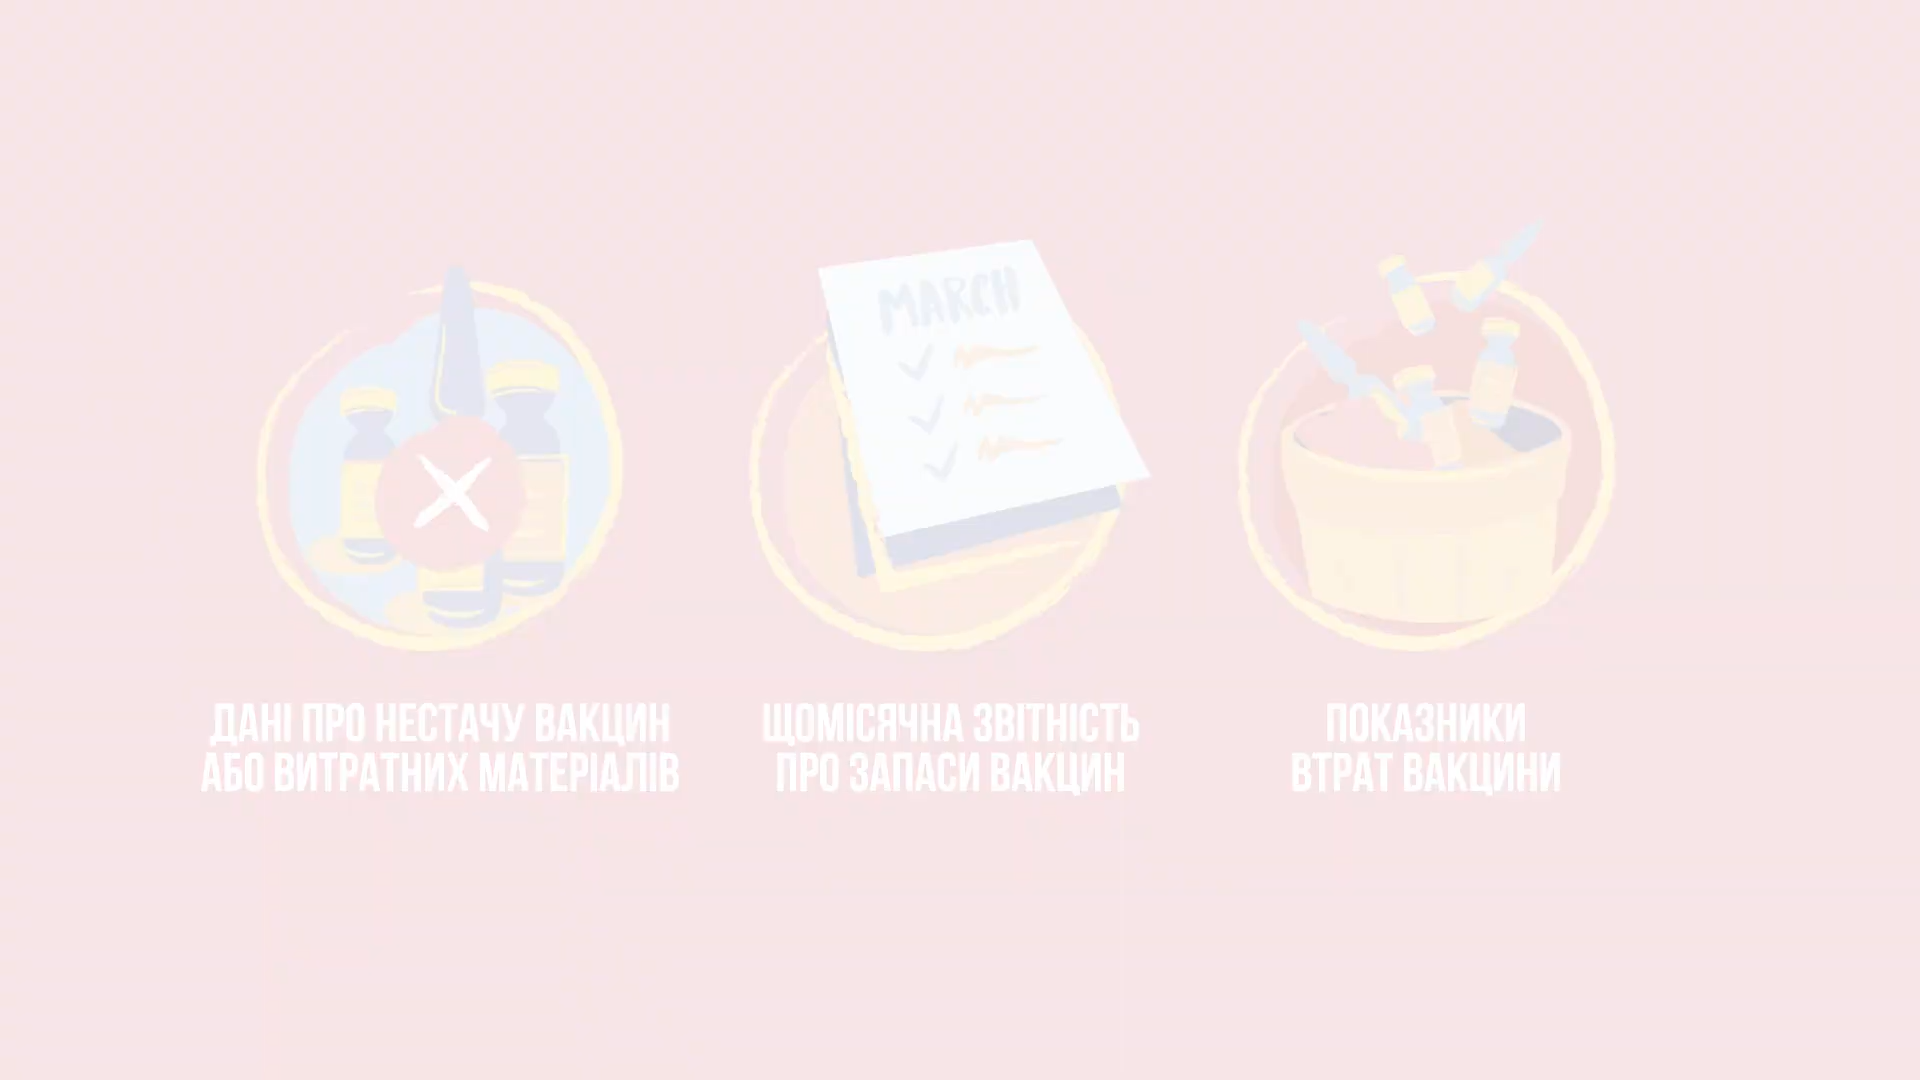 MARCH
ДАНІ ПРО НЕСТАЧУ ВАКЦИН
АБО ВИТРАТНИХ МАТЕРІАЛІВ
ЩОМІСЯЧНА ЗВІТНІСТЬ
ПРО ЗАПАСИ ВАКЦИН
ПОКАЗНИКИ
ВТРАТ ВАКЦИНИ